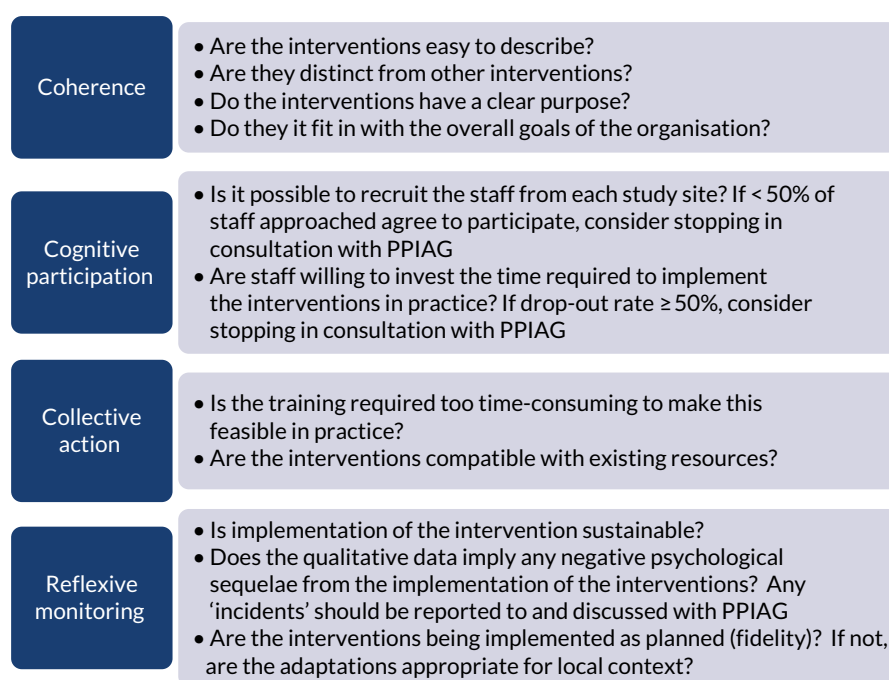 Coherence
• Are the interventions easy to describe?
• Are they distinct from other interventions?
• Do the interventions have a clear purpose?
• Do they it fit in with the overall goals of the organisation?
Cognitive
participation
• Is it possible to recruit the staff from each study site? If < 50% of
staff approached agree to participate, consider stopping in
consultation with PPIAG
• Are staff willing to invest the time required to implement
the interventions in practice? If drop-out rate ≥ 50%, consider
stopping in consultation with PPIAG
Collective
action
• Is the training required too time-consuming to make this
feasible in practice?
• Are the interventions compatible with existing resources?
Reflexive
monitoring
• Is implementation of the intervention sustainable?
• Does the qualitative data imply any negative psychological
sequelae from the implementation of the interventions? Any
‘incidents’ should be reported to and discussed with PPIAG
• Are the interventions being implemented as planned (fidelity)? If not,
are the adaptations appropriate for local context?